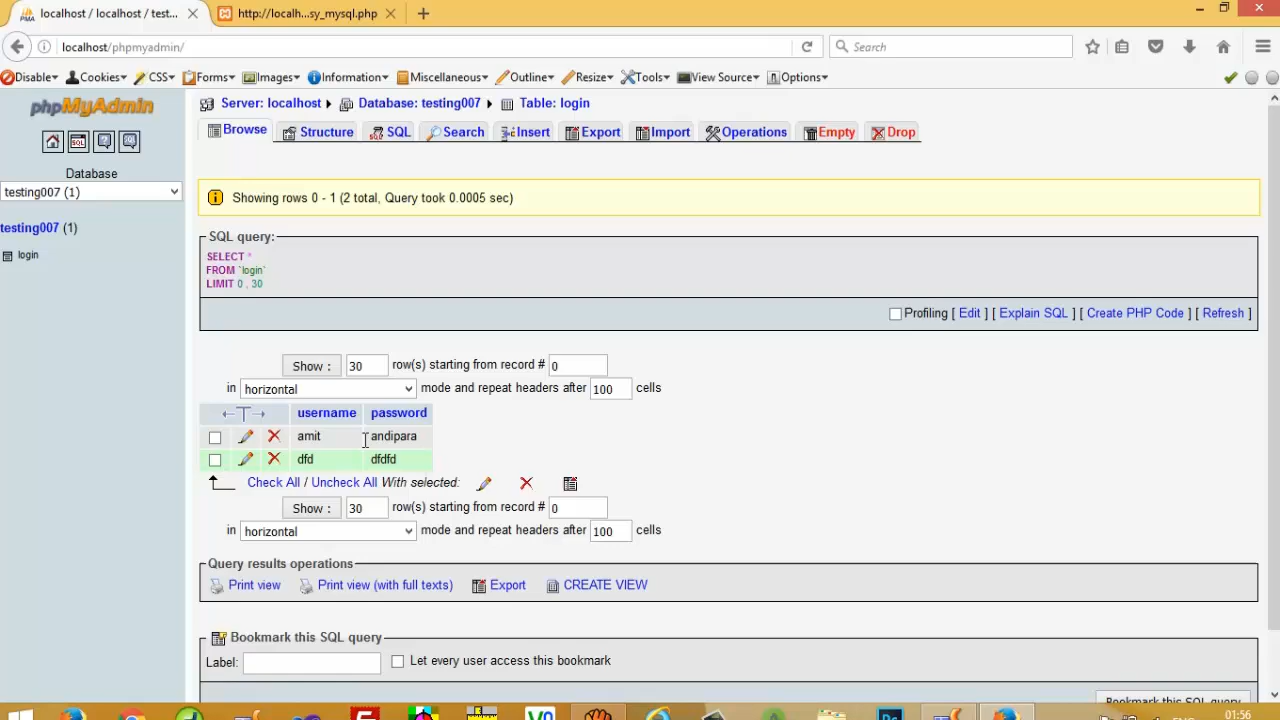 localhost / localhost / test...
http://localh...sy_mysql.php
localhost/phpmyadmin/
Search
Disable
Cookies
CSS
Forms
Images
Information
Miscellaneous
Outline
Resize
Tools
View Source
Options
phpMyAdmin
Server: localhost
Database: testing007
Table: login
Browse
Structure
SQL
Search
Insert
Export
Import
Operations
Empty
Drop
SQL
Database
testing007 (1)
testing007 (1)
login
Showing rows 0 - 1 (2 total, Query took 0.0005 sec)
SQL query:
SELECT *
FROM `login`
LIMIT 0 , 30
Profiling [ Edit ] [ Explain SQL ] [ Create PHP Code ] [ Refresh ]
Show : 30 row(s) starting from record # 0
in horizontal mode and repeat headers after 100 cells
username password
amit andipara
dfd dfdfd
Check All / Uncheck All With selected:
Show : 30 row(s) starting from record # 0
in horizontal mode and repeat headers after 100 cells
Query results operations
Print view
Print view (with full texts)
Export
CREATE VIEW
Bookmark this SQL query
Label:
Let every user access this bookmark
Bookmark this SQL query
ENG
01:56